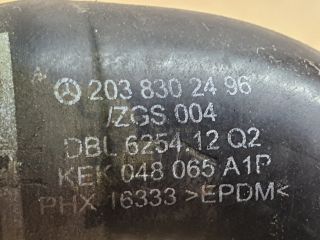 203 830 24 96
/ZGS 004
DBL 6254 12 Q2
KEK 048 065 A1P
PHX 16333 >EPDM<